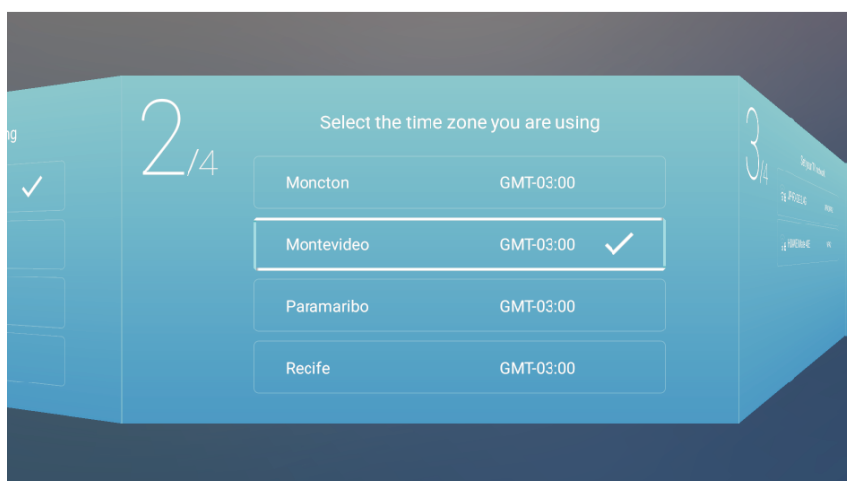 ng
2/4
Select the time zone you are using
Moncton GMT-03:00
Montevideo GMT-03:00
Paramaribo GMT-03:00
Recife GMT-03:00
3/4